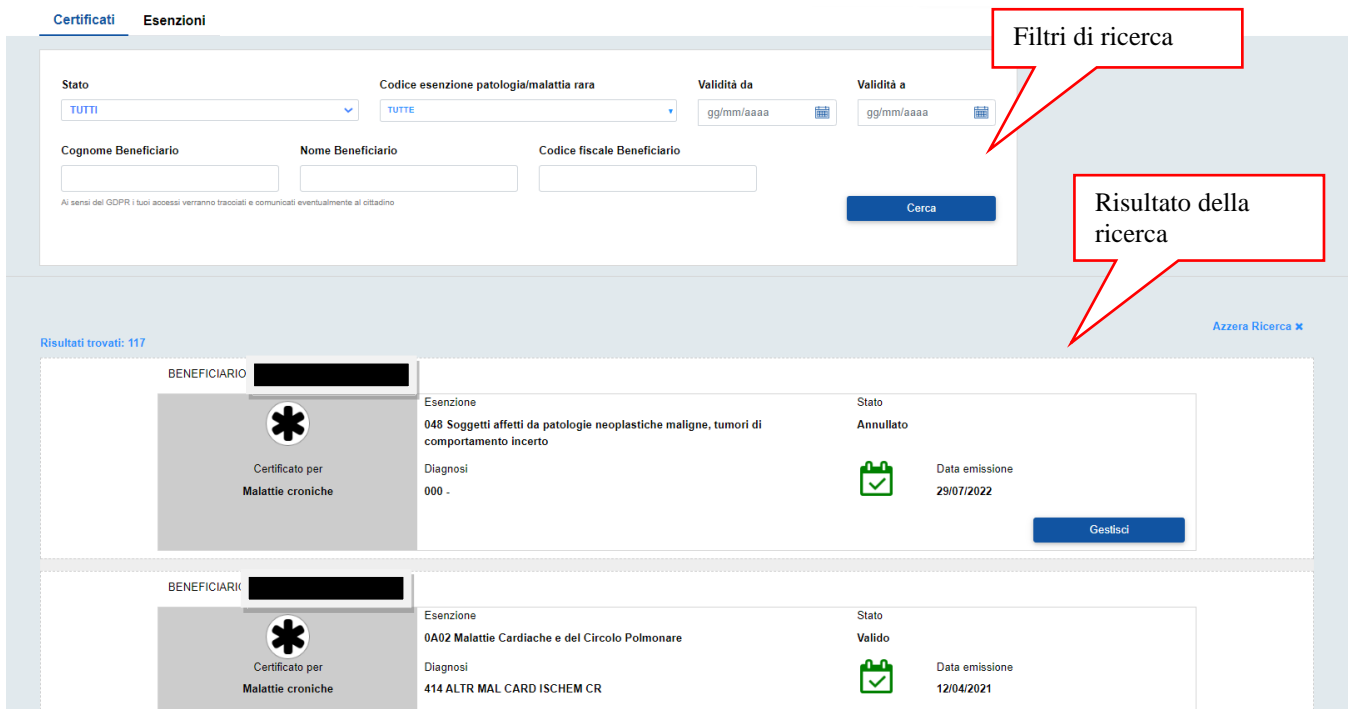 Certificati Esenzioni
Filtri di ricerca
Stato Codice esenzione patologia/malattia rara Validità da Validità a
TUTTI TUTTE gg/mm/aaaa gg/mm/aaaa
Cognome Beneficiario Nome Beneficiario Codice fiscale Beneficiario
Ai sensi del GDPR i tuoi accessi verranno tracciati e comunicati eventualmente al cittadino
Cerca
Risultato della
ricerca
Azzera Ricerca ×
Risultati trovati: 117
BENEFICIARIO
Esenzione Stato
048 Soggetti affetti da patologie neoplastiche maligne, tumori di Annullato
comportamento incerto
Certificato per Diagnosi Data emissione
Malattie croniche 000 - 29/07/2022
Gestisci
Esenzione Stato
0A02 Malattie Cardiache e del Circolo Polmonare Valido
Certificato per Diagnosi Data emissione
Malattie croniche 414 ALTR MAL CARD ISCHEM CR 12/04/2021